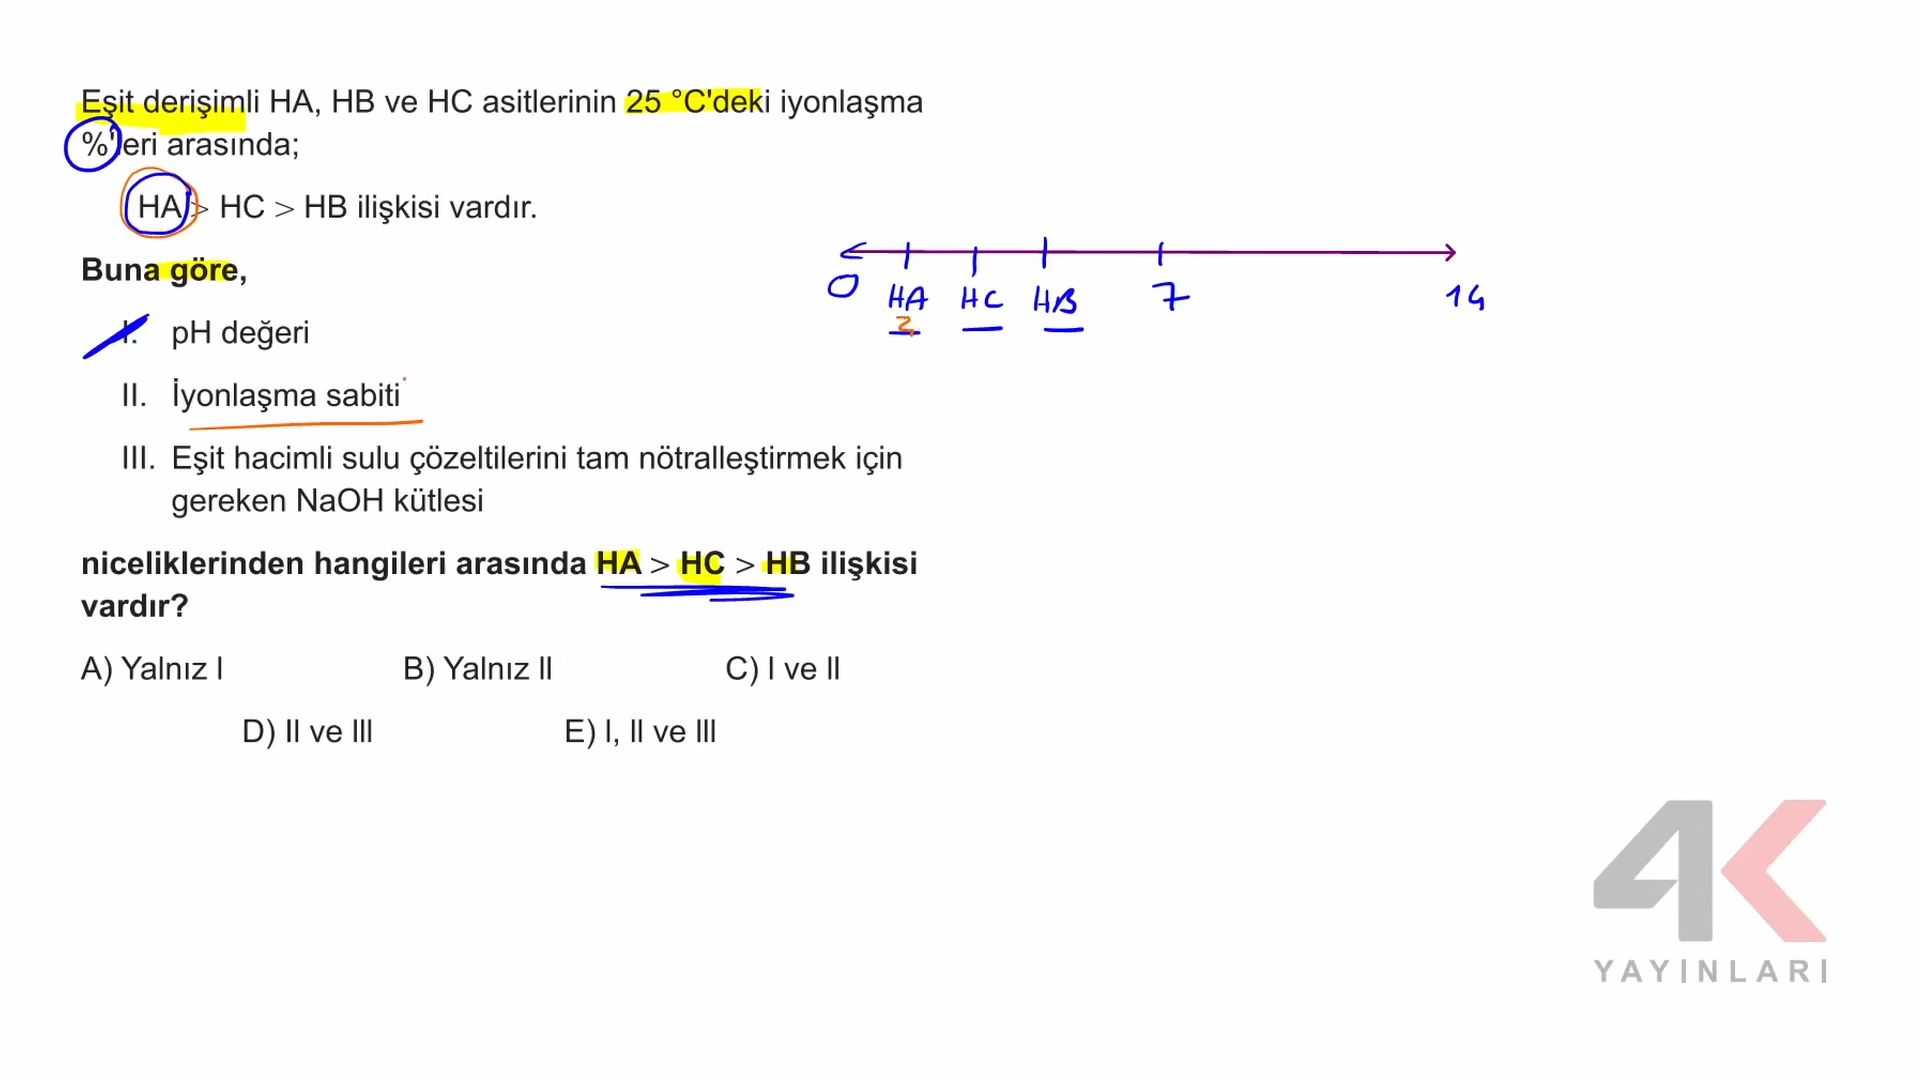 Eşit derişimli HA, HB ve HC asitlerinin 25 °C'deki iyonlaşma
%'leri arasında;
HA > HC > HB ilişkisi vardır.
Buna göre,
I. pH değeri
II. İyonlaşma sabiti
III. Eşit hacimli sulu çözeltilerini tam nötralleştirmek için
gereken NaOH kütlesi
niceliklerinden hangileri arasında HA > HC > HB ilişkisi
vardır?
A) Yalnız I B) Yalnız II C) I ve II
D) II ve III E) I, II ve III
0 HA HC HB 7 14
2
4K
YAYINLARI